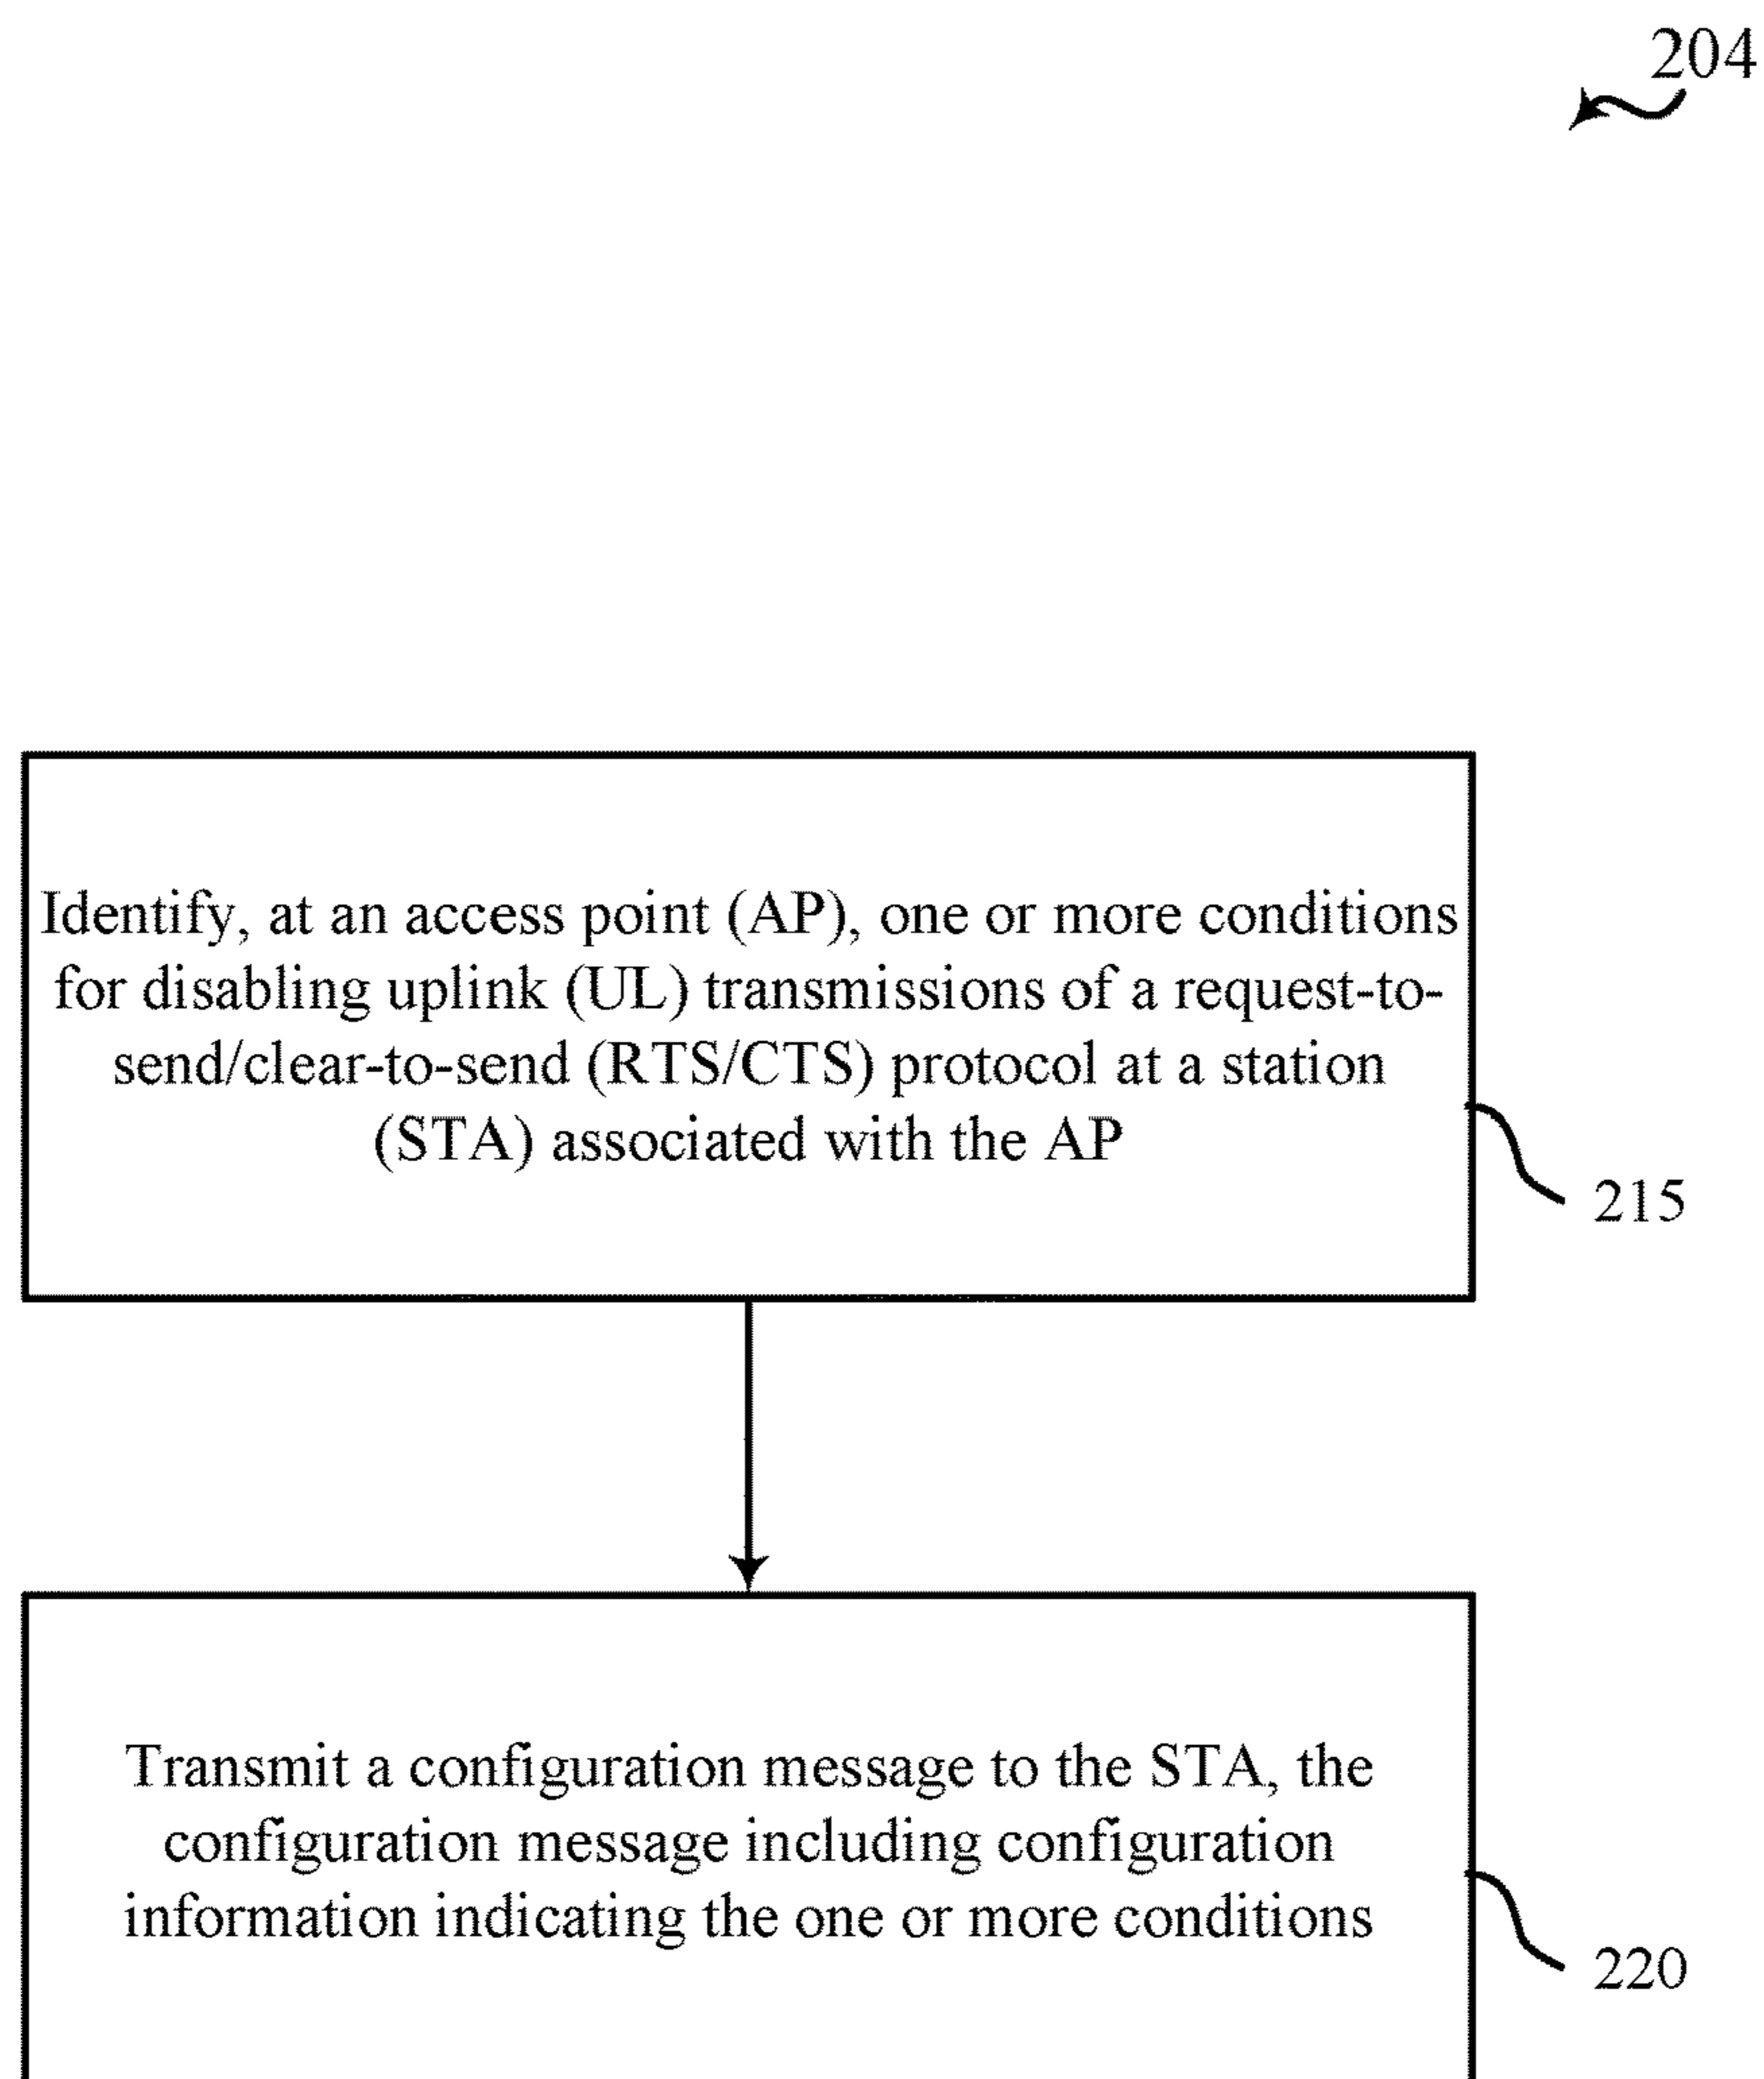 204
Identify, at an access point (AP), one or more conditions
for disabling uplink (UL) transmissions of a request-to-
send/clear-to-send (RTS/CTS) protocol at a station
(STA) associated with the AP
215
Transmit a configuration message to the STA, the
configuration message including configuration
information indicating the one or more conditions
220